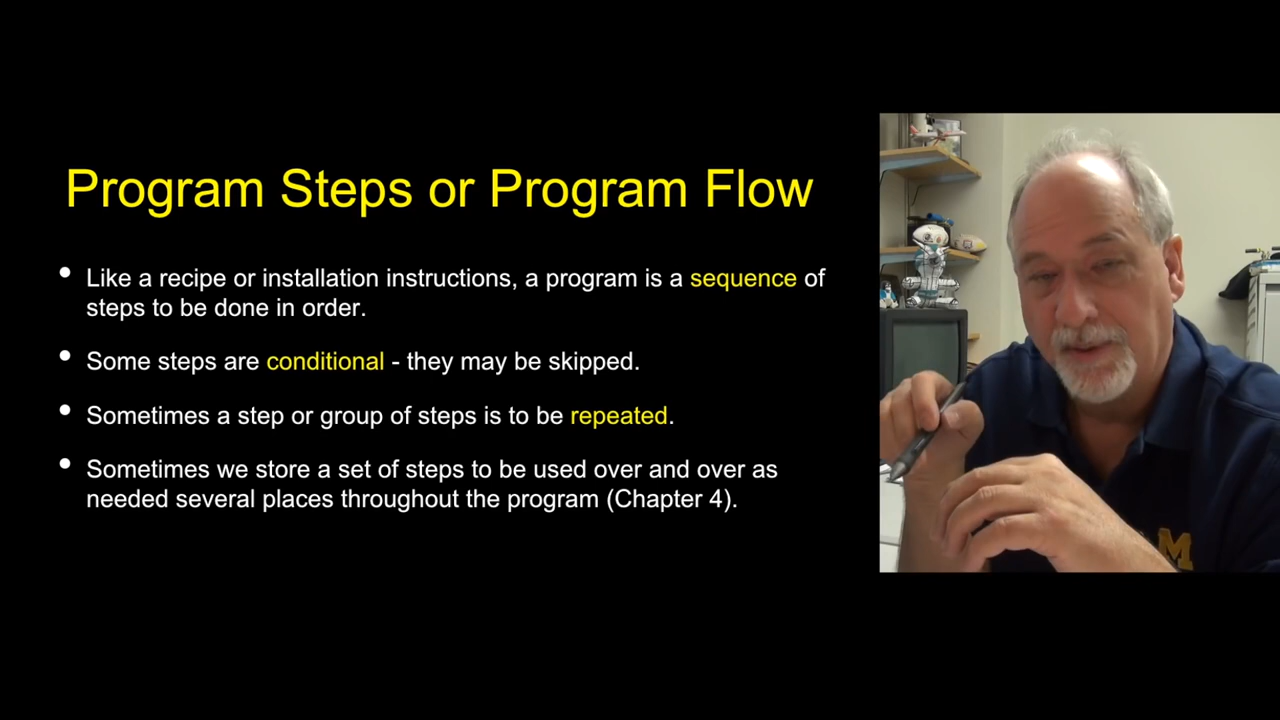 Program Steps or Program Flow
• Like a recipe or installation instructions, a program is a sequence of
steps to be done in order.
• Some steps are conditional - they may be skipped.
• Sometimes a step or group of steps is to be repeated.
• Sometimes we store a set of steps to be used over and over as
needed several places throughout the program (Chapter 4).
M